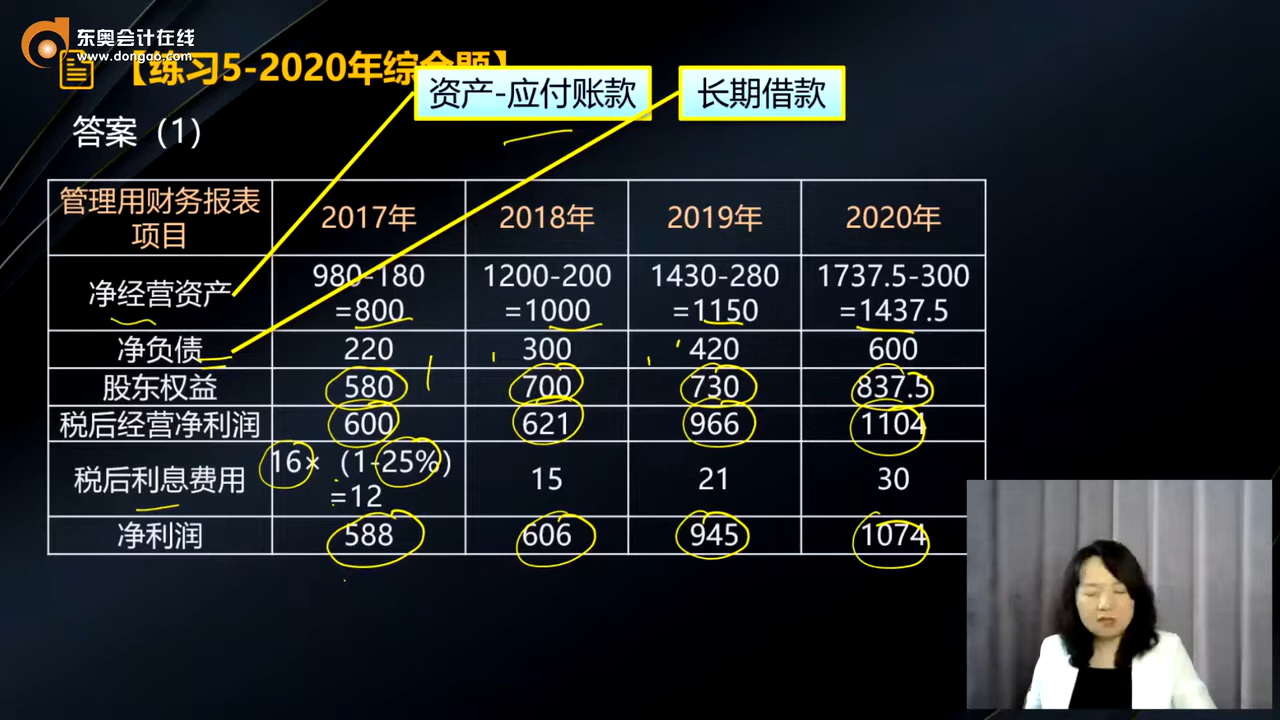 东奥会计在线
www.dongao.com
【练习5-2020年综合题】
资产-应付账款
长期借款
答案（1）
管理用财务报表项目 2017年 2018年 2019年 2020年
净经营资产 980-180=800 1200-200=1000 1430-280=1150 1737.5-300=1437.5
净负债 220 300 420 600
股东权益 580 700 730 837.5
税后经营净利润 600 621 966 1104
税后利息费用 16×（1-25%）=12 15 21 30
净利润 588 606 945 1074